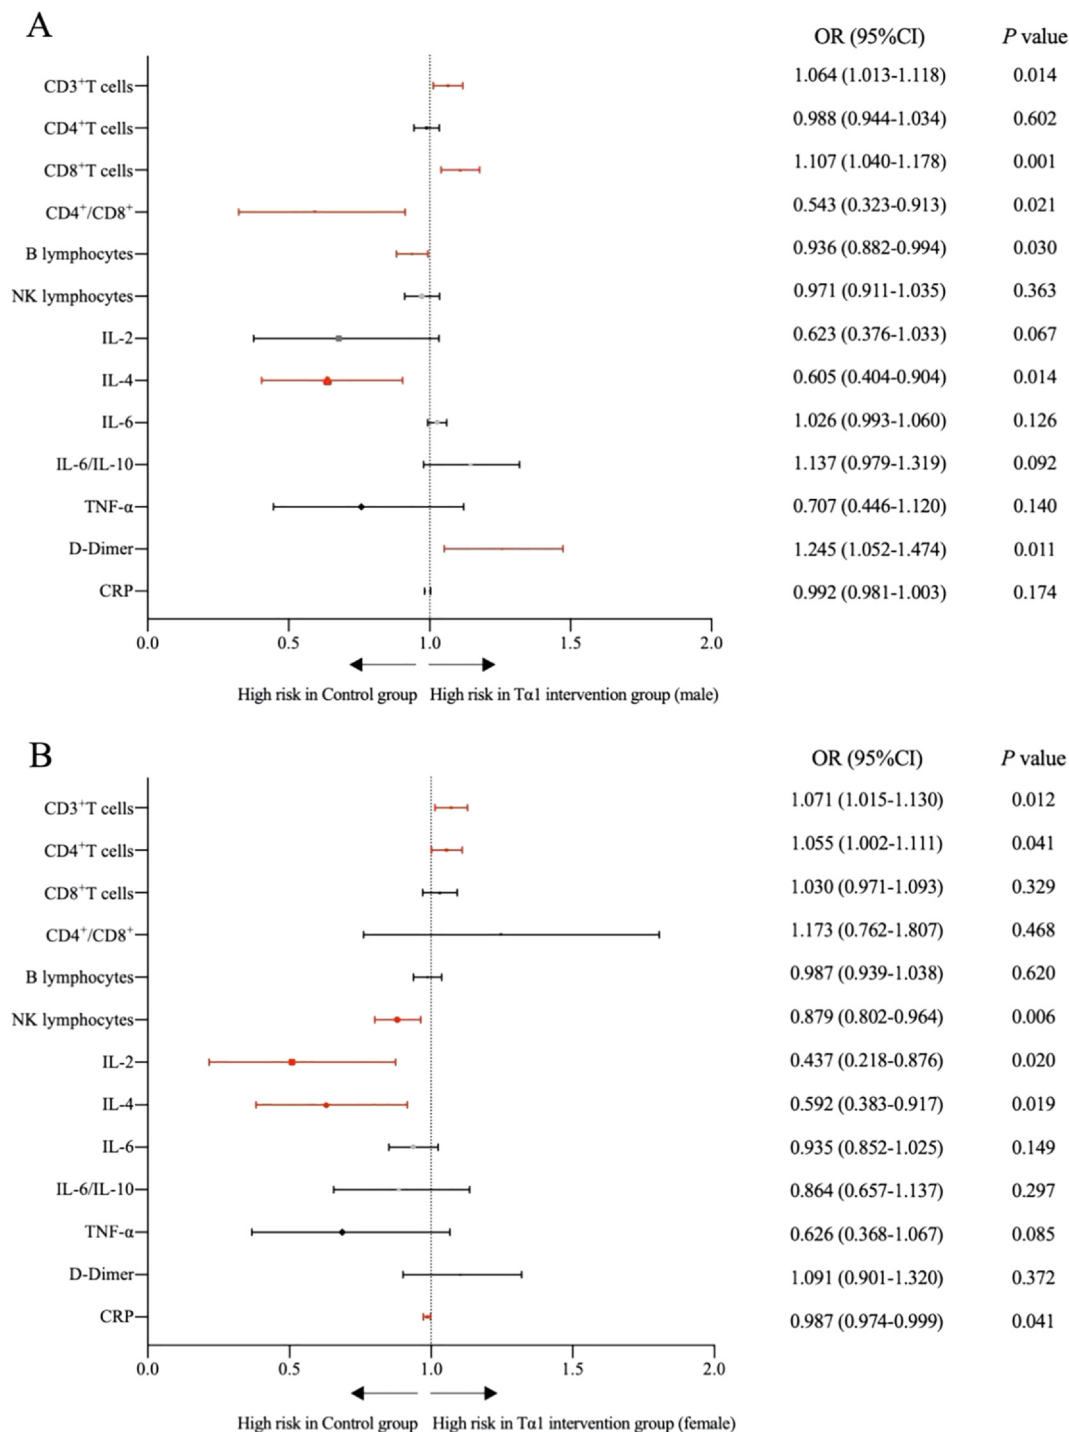 A
OR (95%CI) P value
CD3⁺T cells 1.064 (1.013-1.118) 0.014
CD4⁺T cells 0.988 (0.944-1.034) 0.602
CD8⁺T cells 1.107 (1.040-1.178) 0.001
CD4⁺/CD8⁺ 0.543 (0.323-0.913) 0.021
B lymphocytes 0.936 (0.882-0.994) 0.030
NK lymphocytes 0.971 (0.911-1.035) 0.363
IL-2 0.623 (0.376-1.033) 0.067
IL-4 0.605 (0.404-0.904) 0.014
IL-6 1.026 (0.993-1.060) 0.126
IL-6/IL-10 1.137 (0.979-1.319) 0.092
TNF-α 0.707 (0.446-1.120) 0.140
D-Dimer 1.245 (1.052-1.474) 0.011
CRP 0.992 (0.981-1.003) 0.174
0.0 0.5 1.0 1.5 2.0
High risk in Control group High risk in Tα1 intervention group (male)
B
OR (95%CI) P value
CD3⁺T cells 1.071 (1.015-1.130) 0.012
CD4⁺T cells 1.055 (1.002-1.111) 0.041
CD8⁺T cells 1.030 (0.971-1.093) 0.329
CD4⁺/CD8⁺ 1.173 (0.762-1.807) 0.468
B lymphocytes 0.987 (0.939-1.038) 0.620
NK lymphocytes 0.879 (0.802-0.964) 0.006
IL-2 0.437 (0.218-0.876) 0.020
IL-4 0.592 (0.383-0.917) 0.019
IL-6 0.935 (0.852-1.025) 0.149
IL-6/IL-10 0.864 (0.657-1.137) 0.297
TNF-α 0.626 (0.368-1.067) 0.085
D-Dimer 1.091 (0.901-1.320) 0.372
CRP 0.987 (0.974-0.999) 0.041
0.0 0.5 1.0 1.5 2.0
High risk in Control group High risk in Tα1 intervention group (female)